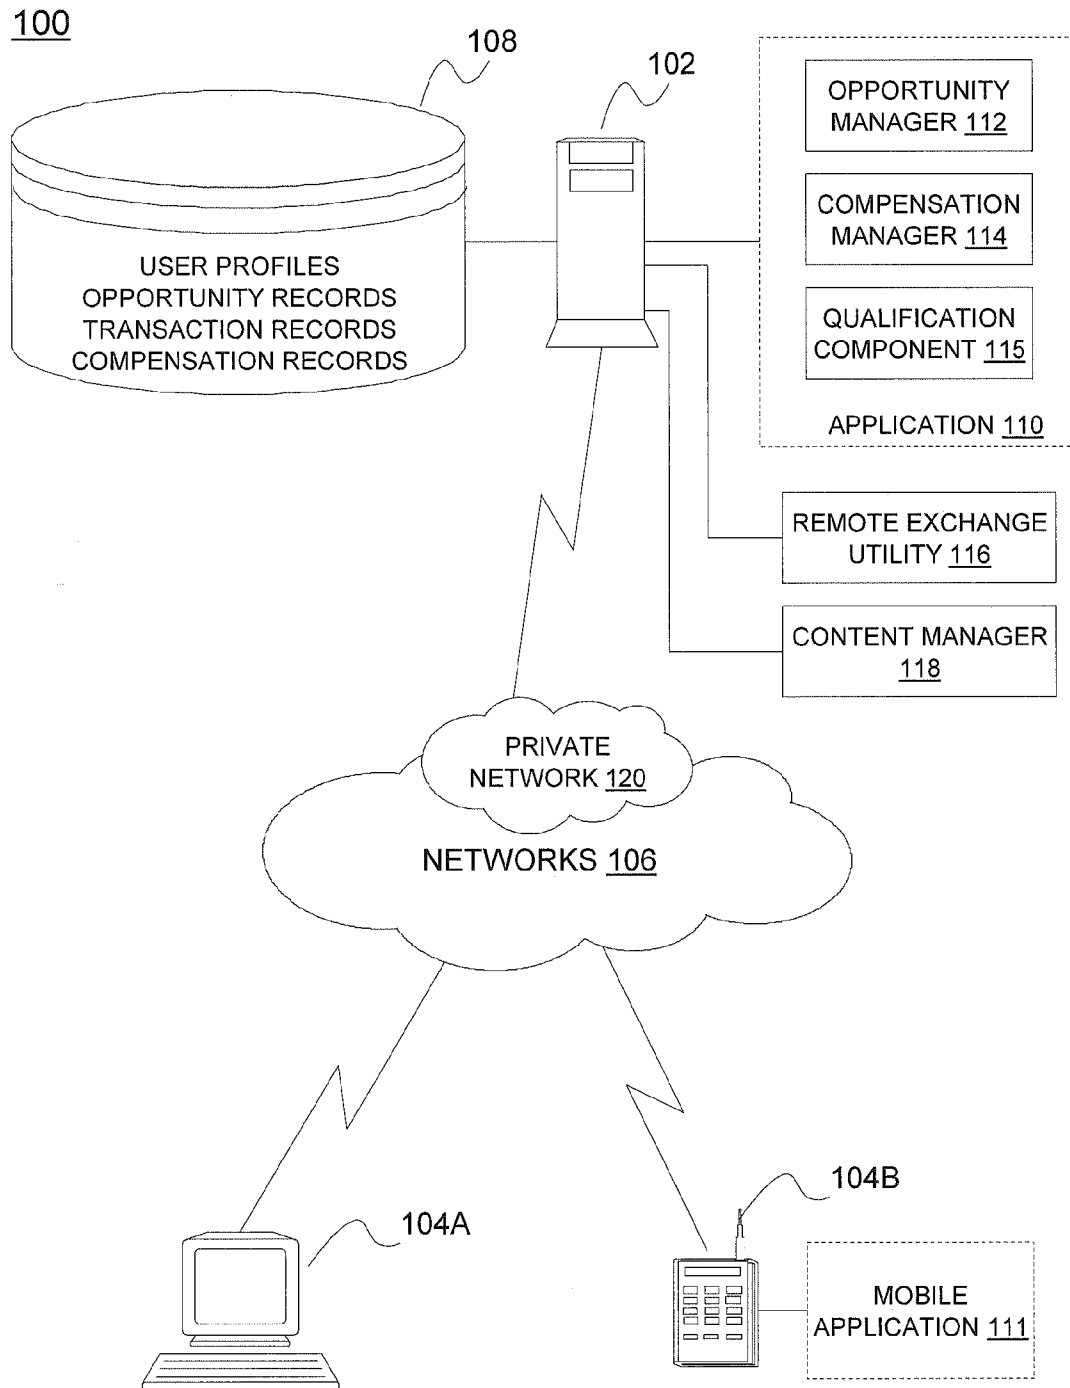 100
108
102
OPPORTUNITY
MANAGER 112
COMPENSATION
MANAGER 114
QUALIFICATION
COMPONENT 115
APPLICATION 110
USER PROFILES
OPPORTUNITY RECORDS
TRANSACTION RECORDS
COMPENSATION RECORDS
REMOTE EXCHANGE
UTILITY 116
CONTENT MANAGER
118
PRIVATE
NETWORK 120
NETWORKS 106
104A
104B
MOBILE
APPLICATION 111